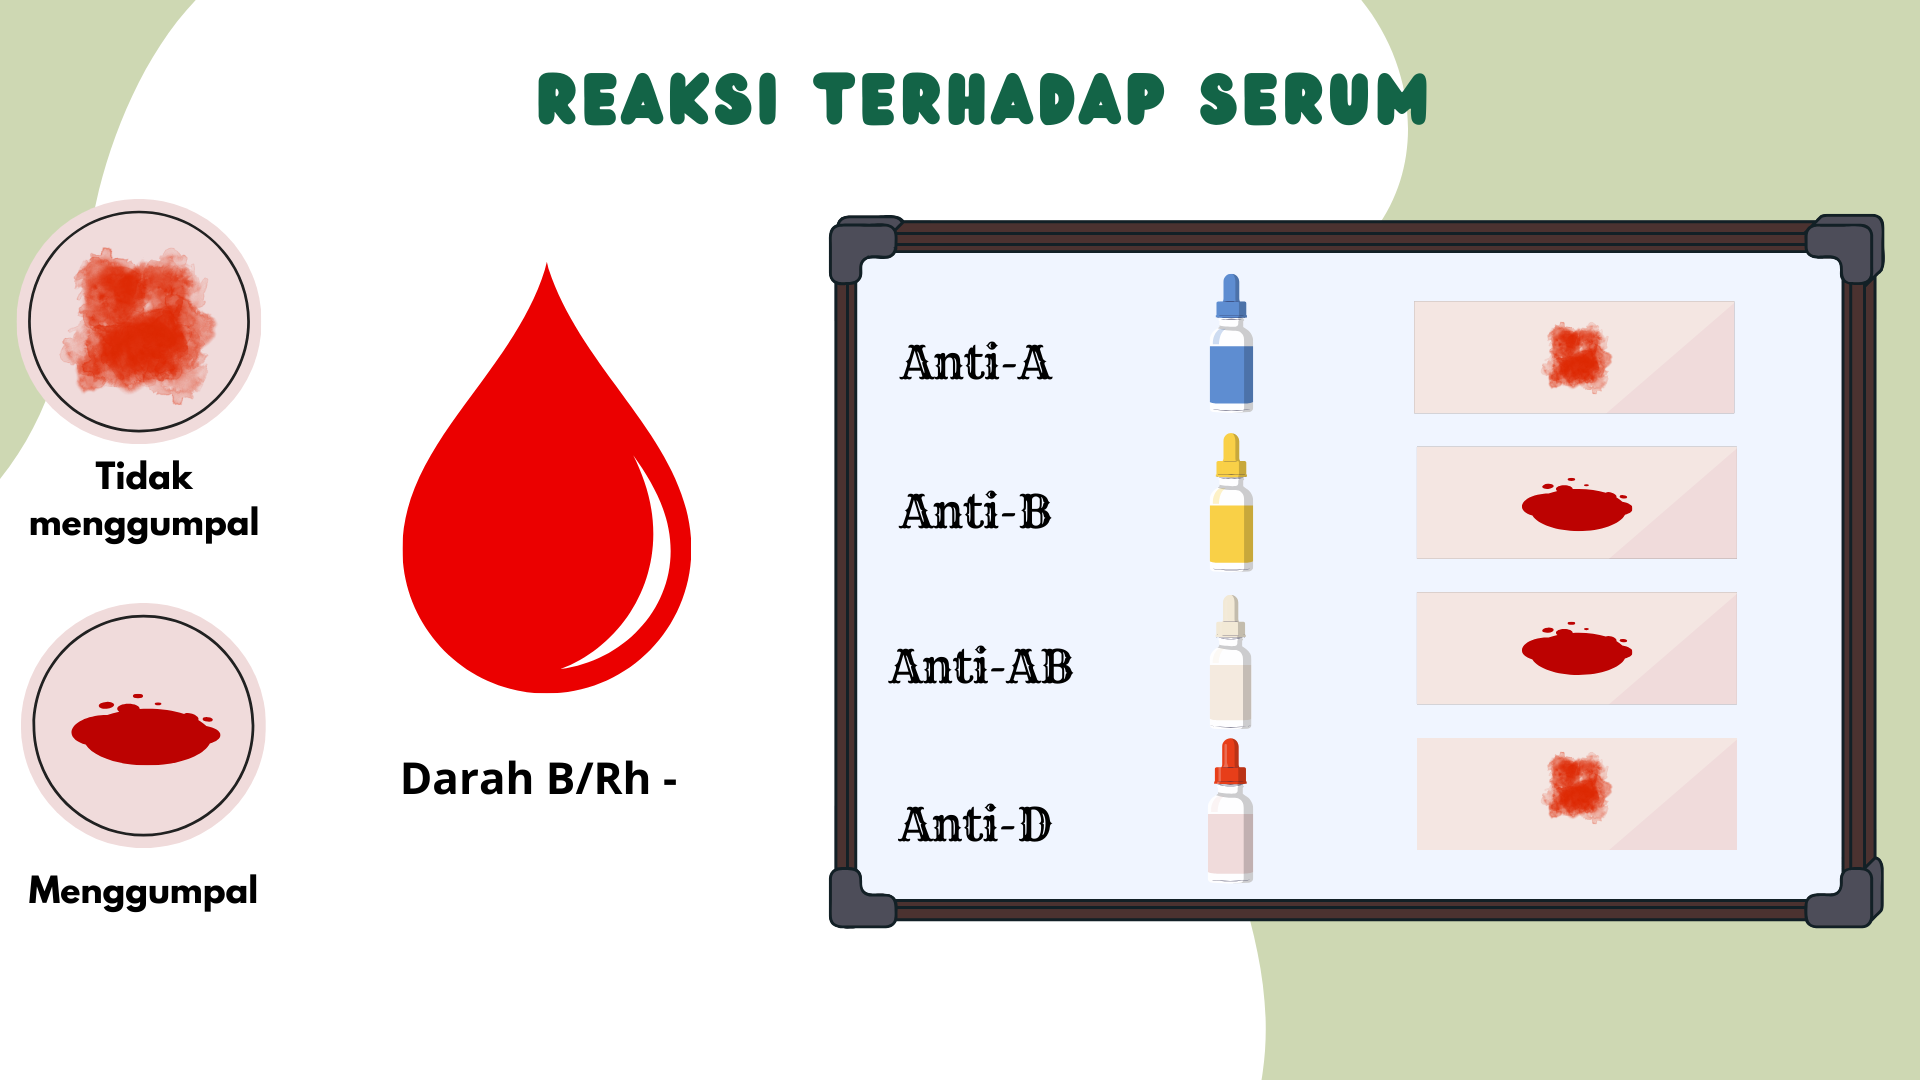 REAKSI TERHADAP SERUM
Tidak
menggumpal
Menggumpal
Darah B/Rh -
Anti-A
Anti-B
Anti-AB
Anti-D